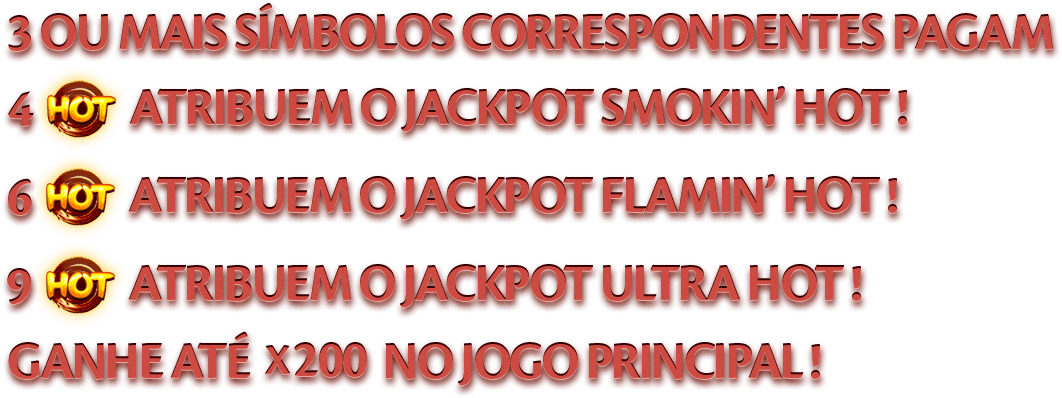 3 OU MAIS SÍMBOLOS CORRESPONDENTES PAGAM
4 HOT ATRIBUEM O JACKPOT SMOKIN’ HOT !
6 HOT ATRIBUEM O JACKPOT FLAMIN’ HOT !
9 HOT ATRIBUEM O JACKPOT ULTRA HOT !
GANHE ATÉ X200 NO JOGO PRINCIPAL !